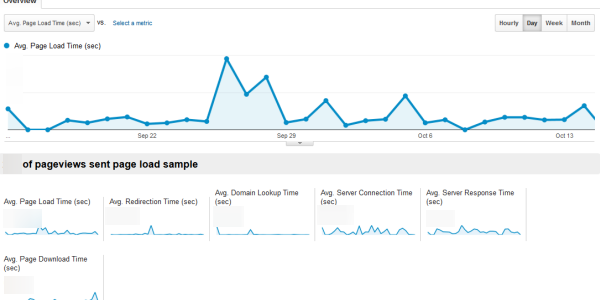 Overview
Avg. Page Load Time (sec) VS. Select a metric
Hourly Day Week Month
Avg. Page Load Time (sec)
...
Sep 22 Sep 29 Oct 6 Oct 13
of pageviews sent page load sample
Avg. Page Load Time (sec)
Avg. Redirection Time (sec)
Avg. Domain Lookup Time
(sec)
Avg. Server Connection Time
(sec)
Avg. Server Response Time
(sec)
Avg. Page Download Time
(sec)